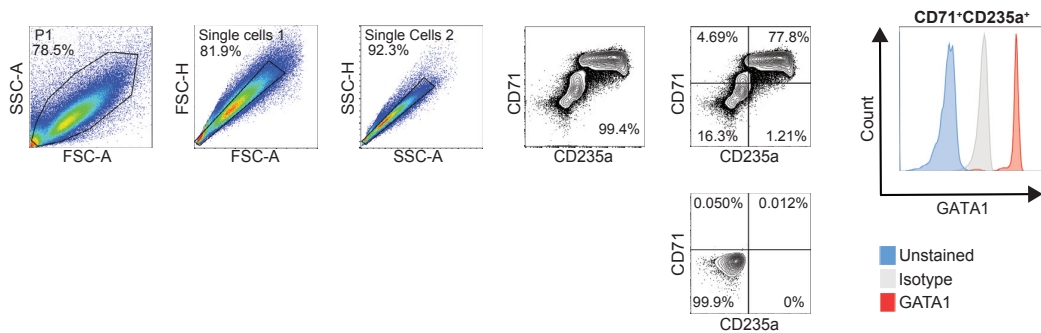 P1
78.5%
SSC-A
FSC-A
Single cells 1
81.9%
FSC-H
FSC-A
Single Cells 2
92.3%
SSC-H
SSC-A
CD71
99.4%
CD235a
4.69% 77.8%
CD71
16.3% 1.21%
CD235a
CD71⁺CD235a⁺
Count
GATA1
0.050% 0.012%
CD71
99.9% 0%
CD235a
Unstained
Isotype
GATA1